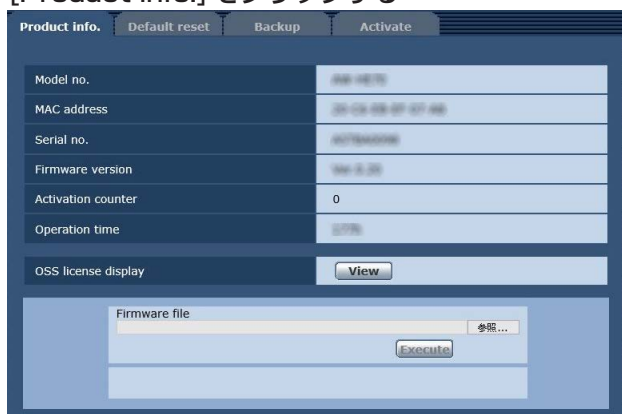 [Product info.] をクリックする
Product info. Default reset Backup Activate
Model no.
MAC address
Serial no.
Firmware version
Activation counter 0
Operation time
OSS license display View
Firmware file
参照...
Execute